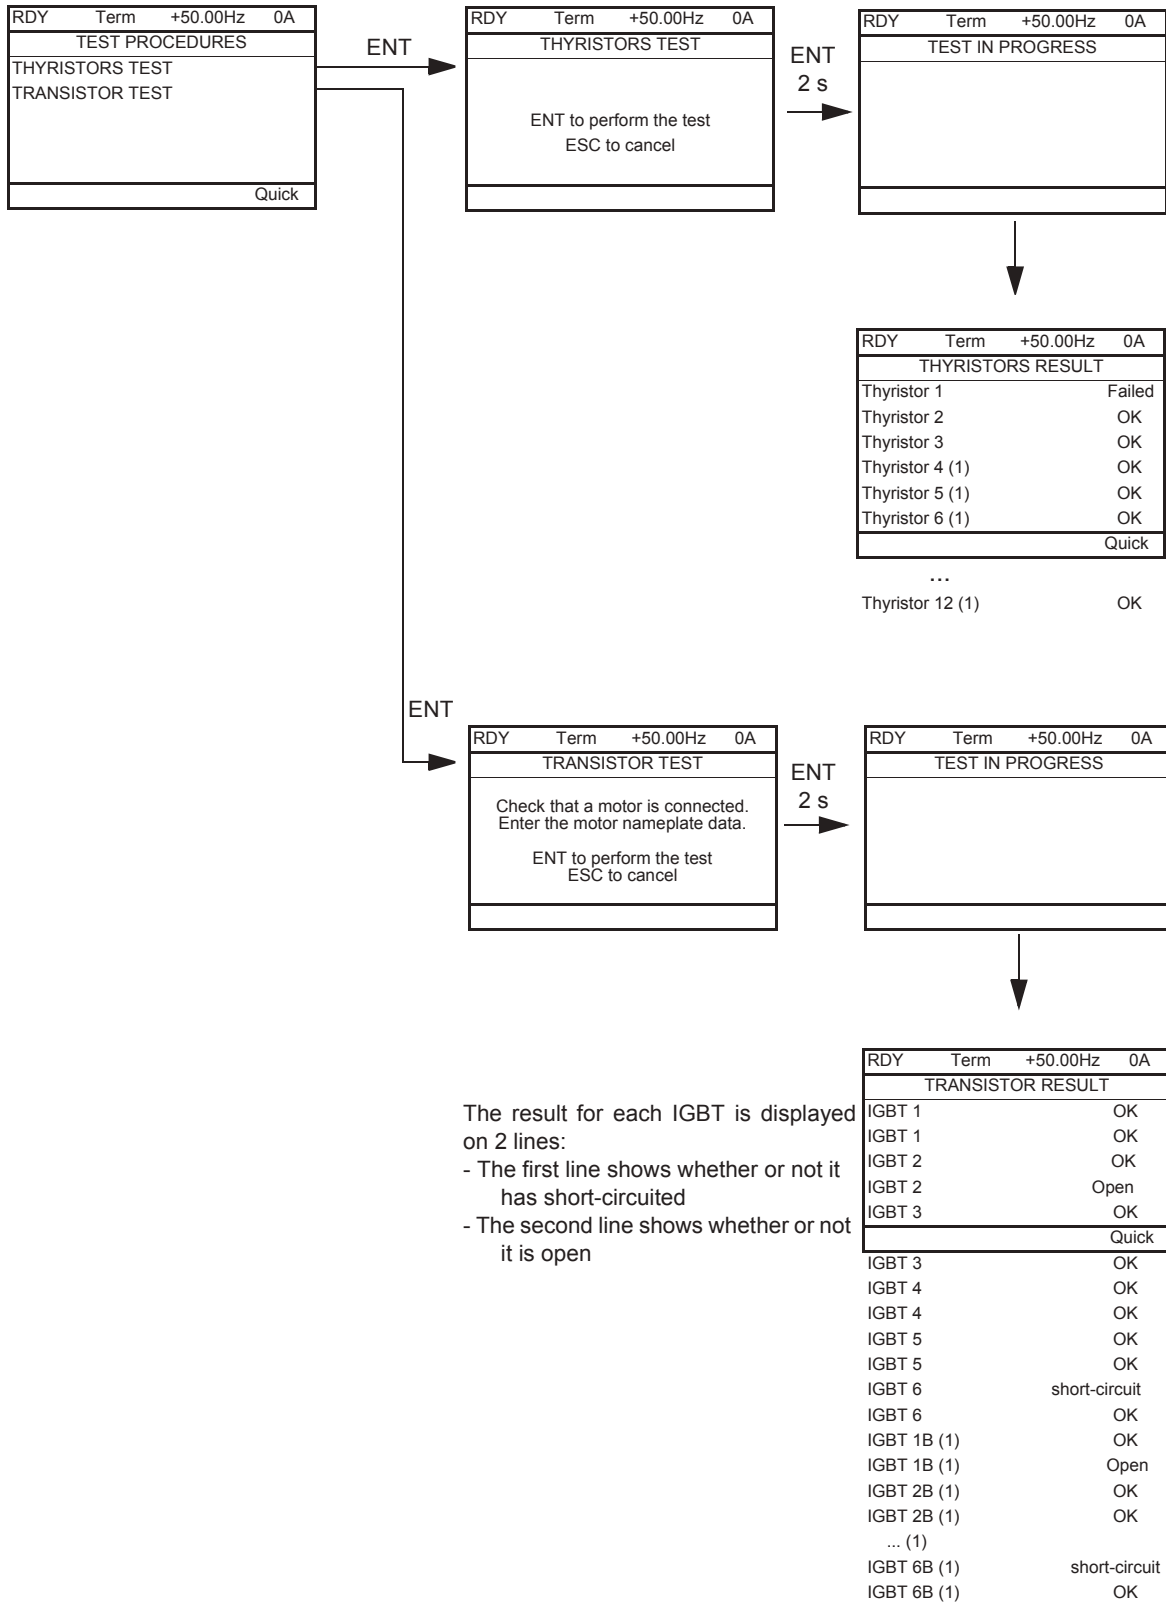 RDY Term +50.00Hz 0A
TEST PROCEDURES
THYRISTORS TEST
TRANSISTOR TEST
Quick
ENT
RDY Term +50.00Hz 0A
THYRISTORS TEST
ENT to perform the test
ESC to cancel
ENT
2 s
RDY Term +50.00Hz 0A
TEST IN PROGRESS
RDY Term +50.00Hz 0A
THYRISTORS RESULT
Thyristor 1 Failed
Thyristor 2 OK
Thyristor 3 OK
Thyristor 4 (1) OK
Thyristor 5 (1) OK
Thyristor 6 (1) OK
Quick
...
Thyristor 12 (1) OK
ENT
RDY Term +50.00Hz 0A
TRANSISTOR TEST
Check that a motor is connected.
Enter the motor nameplate data.
ENT to perform the test
ESC to cancel
ENT
2 s
RDY Term +50.00Hz 0A
TEST IN PROGRESS
The result for each IGBT is displayed
on 2 lines:
- The first line shows whether or not it
has short-circuited
- The second line shows whether or not
it is open
RDY Term +50.00Hz 0A
TRANSISTOR RESULT
IGBT 1 OK
IGBT 1 OK
IGBT 2 OK
IGBT 2 Open
IGBT 3 OK
Quick
IGBT 3 OK
IGBT 4 OK
IGBT 4 OK
IGBT 5 OK
IGBT 5 OK
IGBT 6 short-circuit
IGBT 6 OK
IGBT 1B (1) OK
IGBT 1B (1) Open
IGBT 2B (1) OK
IGBT 2B (1) OK
... (1)
IGBT 6B (1) short-circuit
IGBT 6B (1) OK